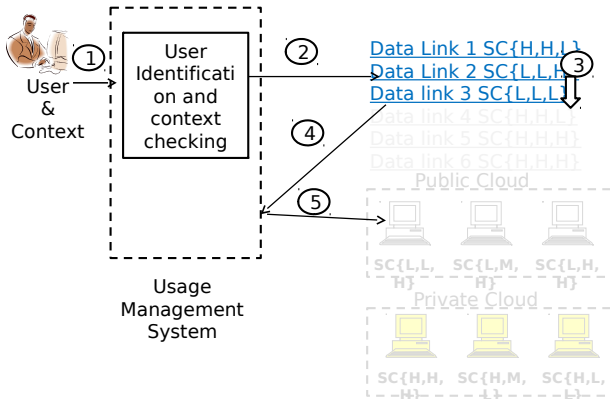 1
User
&
Context
User
Identificati
on and
context
checking
2
Data Link 1 SC{H,H,L}
Data Link 2 SC{L,L,H}
Data link 3 SC{L,L,L}
3
Data link 4 SC{H,H,L}
Data link 5 SC{H,H,H}
Data link 6 SC{H,H,H}
4
5
Public Cloud
SC{L,L,
H}
SC{L,M,
H}
SC{L,H,
H}
Usage
Management
System
Private Cloud
SC{H,H,
H}
SC{H,M,
L}
SC{H,L,
L}